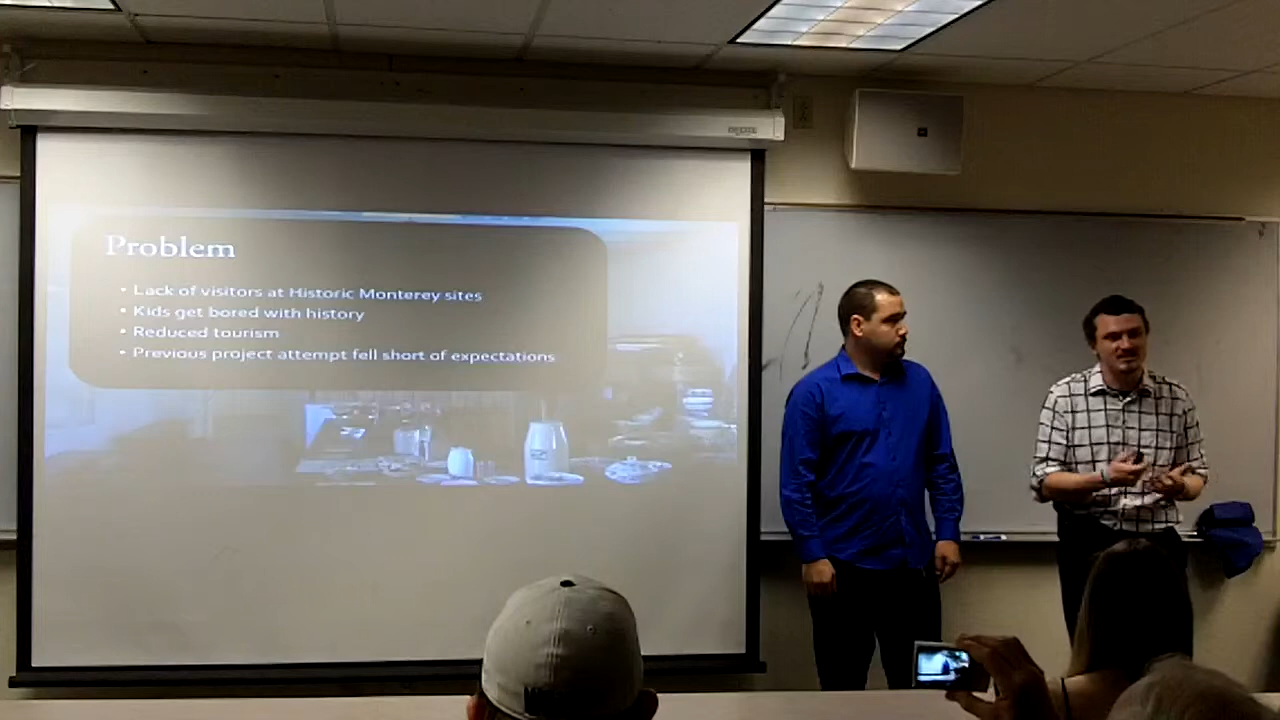 Problem
• Lack of visitors at Historic Monterey sites
• Kids get bored with history
• Reduced tourism
• Previous project attempt fell short of expectations